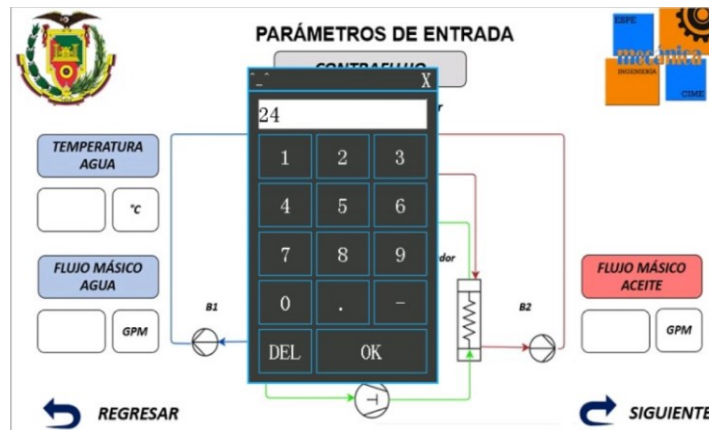 PARÁMETROS DE ENTRADA
ESPE
mecánica
INGENIERÍA
CIME
CONTRAFLUJO
^_^ X
24
1 2 3
4 5 6
7 8 9
0 . -
DEL OK
TEMPERATURA
AGUA
°C
FLUJO MÁSICO
AGUA
GPM
B1
B2
FLUJO MÁSICO
ACEITE
GPM
REGRESAR
SIGUIENTE